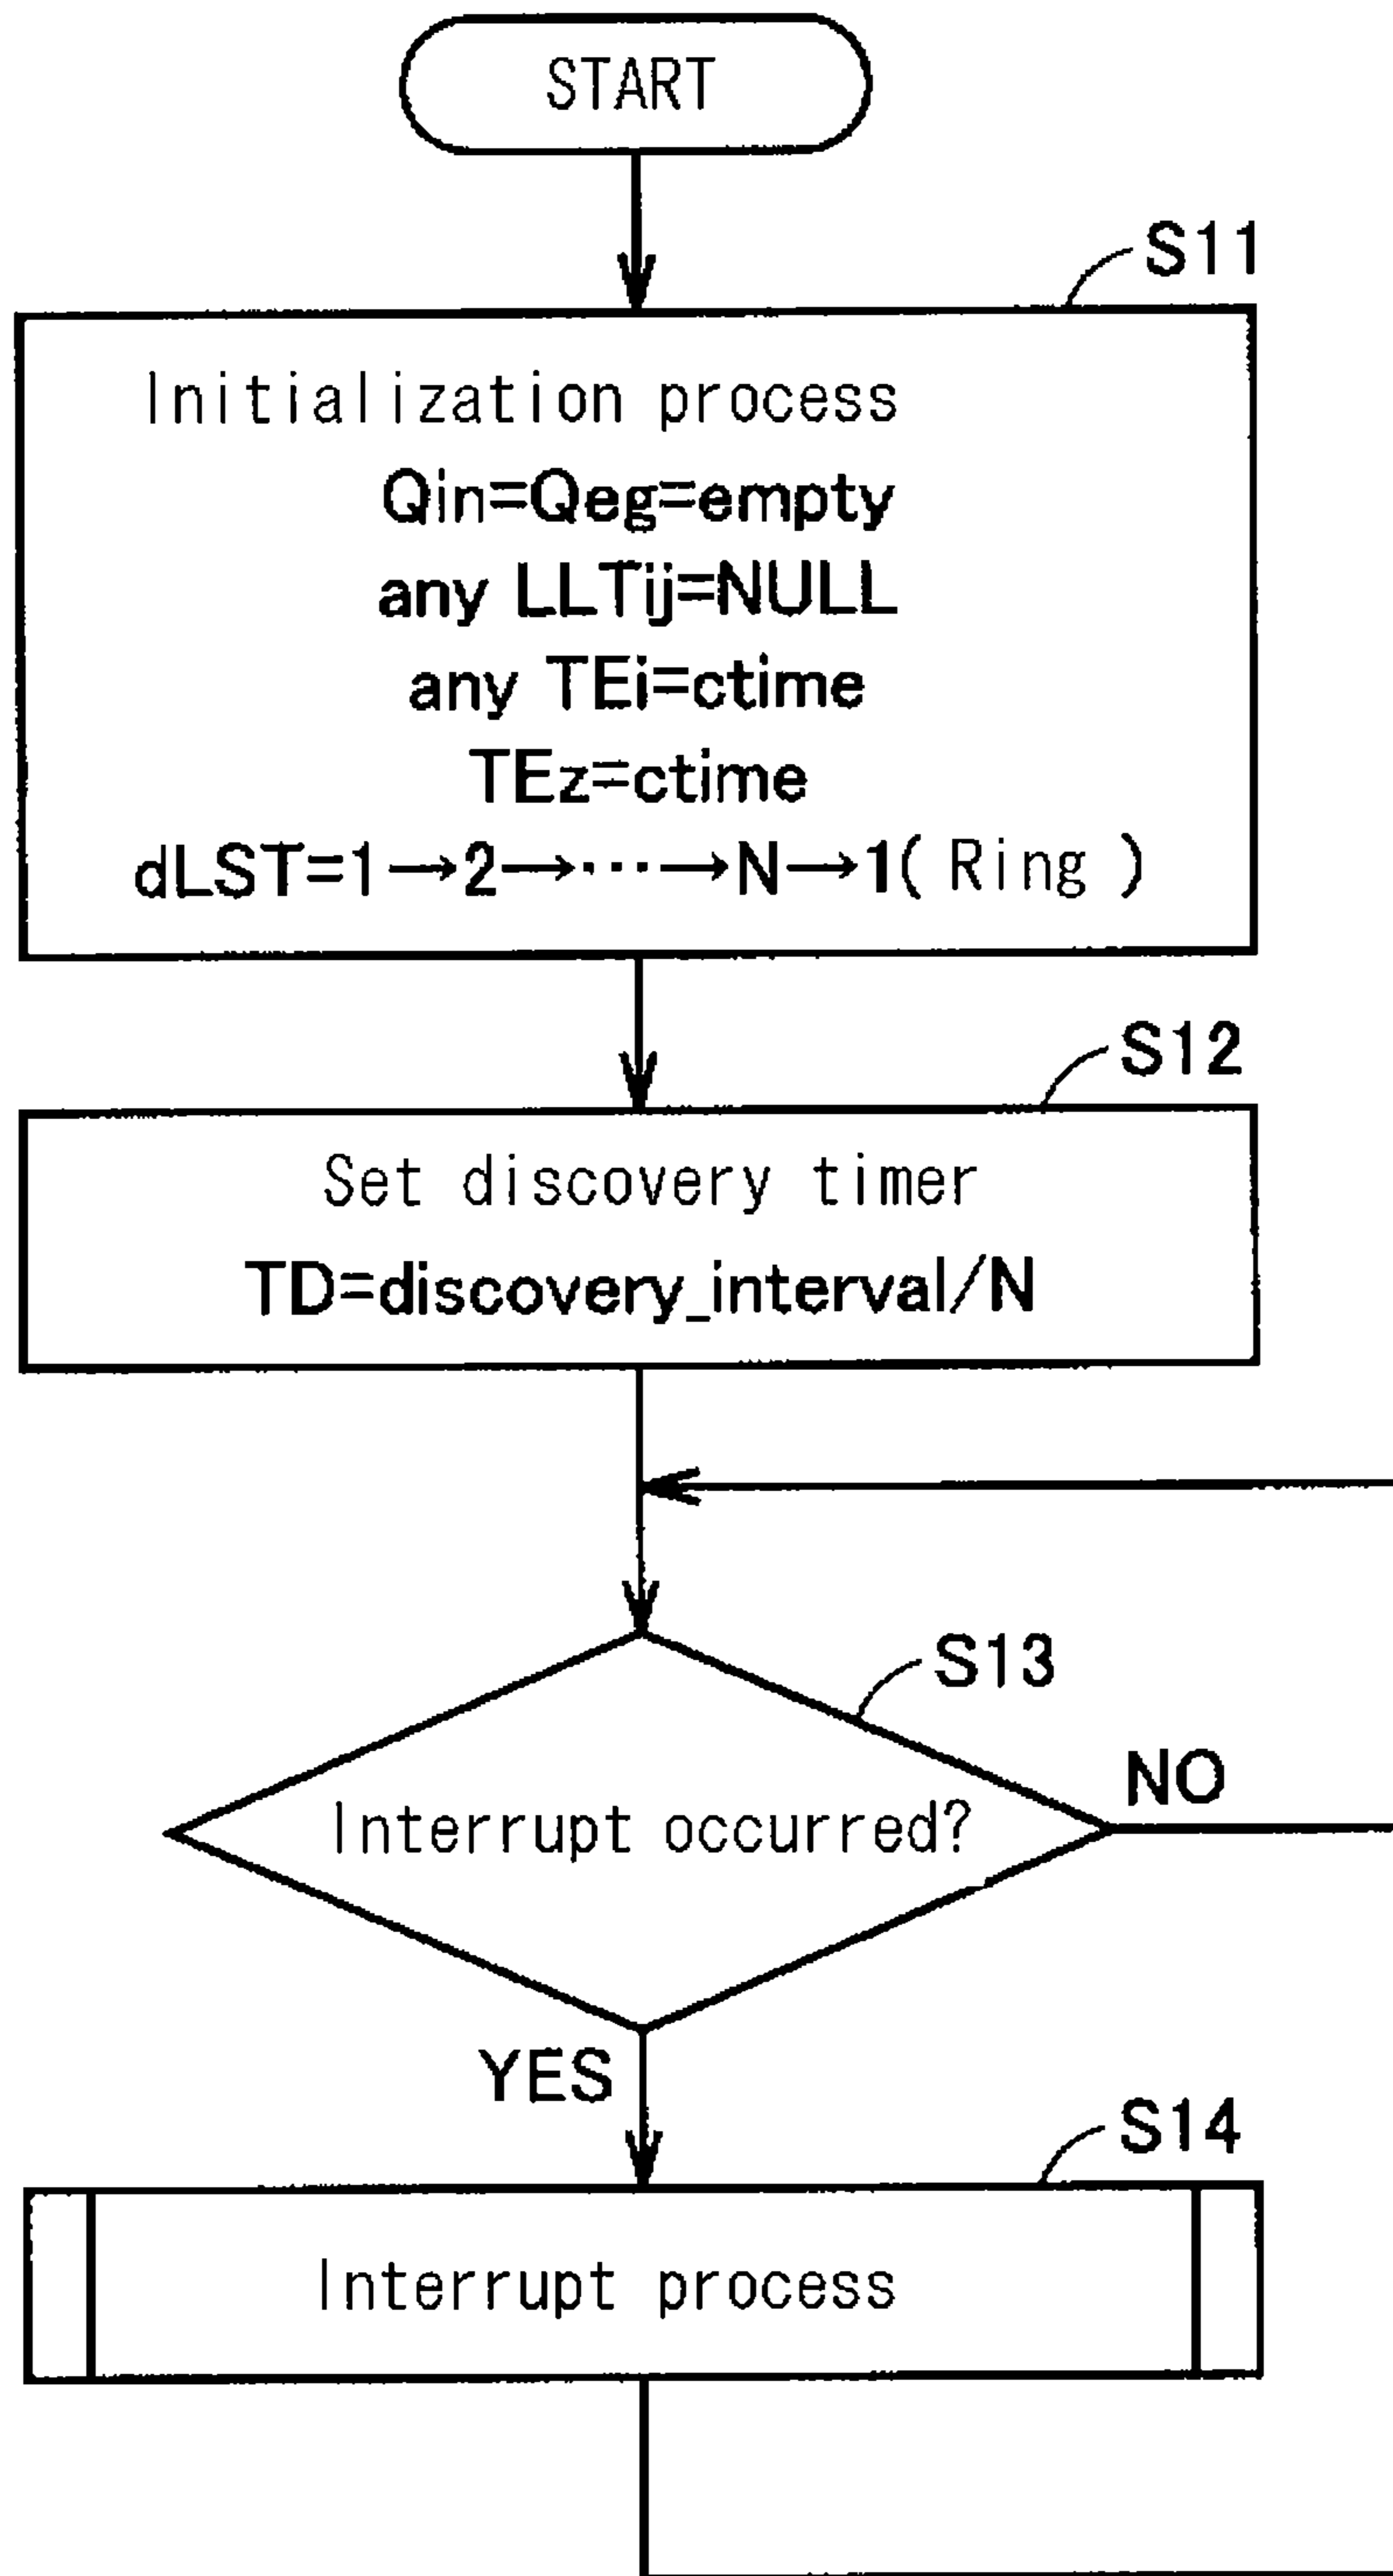 START
S11
Initialization process
Qin=Qeg=empty
any LLTij=NULL
any TEi=ctime
TEz=ctime
dLST=1→2→⋯→N→1( Ring )
S12
Set discovery timer
TD=discovery_interval/N
S13
Interrupt occurred?
NO
YES
S14
Interrupt process